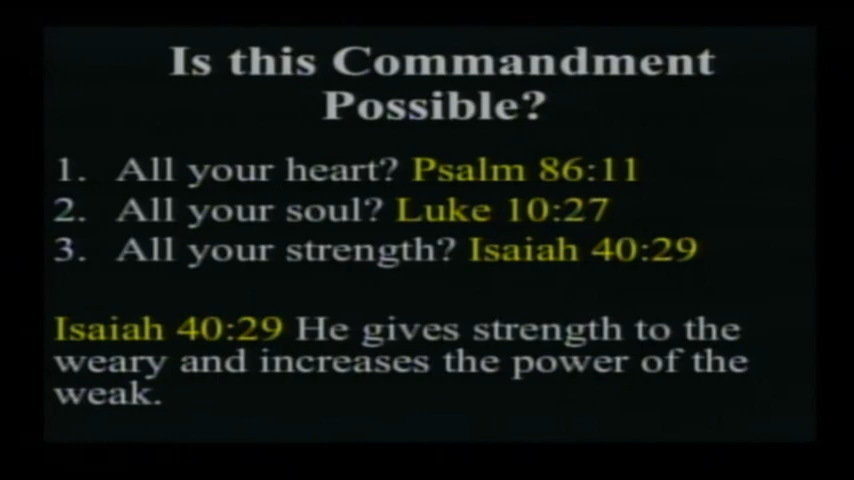 Is this Commandment
Possible?
1. All your heart? Psalm 86:11
2. All your soul? Luke 10:27
3. All your strength? Isaiah 40:29
Isaiah 40:29 He gives strength to the
weary and increases the power of the
weak.